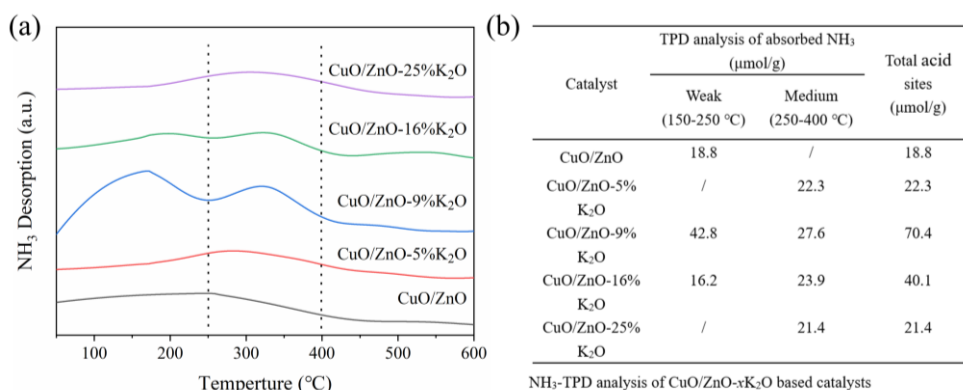 (a)
NH₃ Desorption (a.u.)
CuO/ZnO-25%K₂O
CuO/ZnO-16%K₂O
CuO/ZnO-9%K₂O
CuO/ZnO-5%K₂O
CuO/ZnO
100 200 300 400 500 600
Temperture (℃)
(b)
Catalyst
TPD analysis of absorbed NH₃
(μmol/g)
Total acid
sites
(μmol/g)
Weak
(150-250 ℃)
Medium
(250-400 ℃)
CuO/ZnO 18.8 / 18.8
CuO/ZnO-5%
K₂O
/ 22.3 22.3
CuO/ZnO-9%
K₂O
42.8 27.6 70.4
CuO/ZnO-16%
K₂O
16.2 23.9 40.1
CuO/ZnO-25%
K₂O
/ 21.4 21.4
NH₃-TPD analysis of CuO/ZnO-xK₂O based catalysts